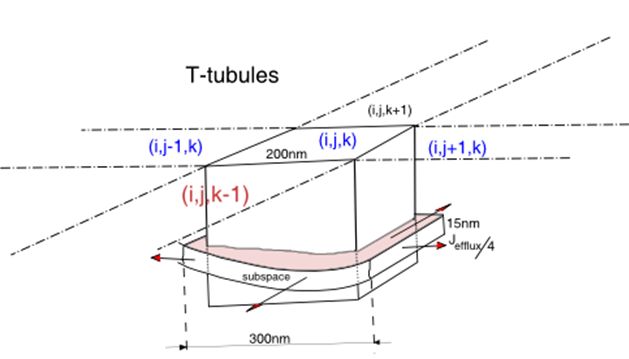 T-tubules
(i,j,k+1)
(i,j-1,k)
(i,j,k)
(i,j+1,k)
200nm
(i,j,k-1)
15nm
J_efflux/4
subspace
300nm